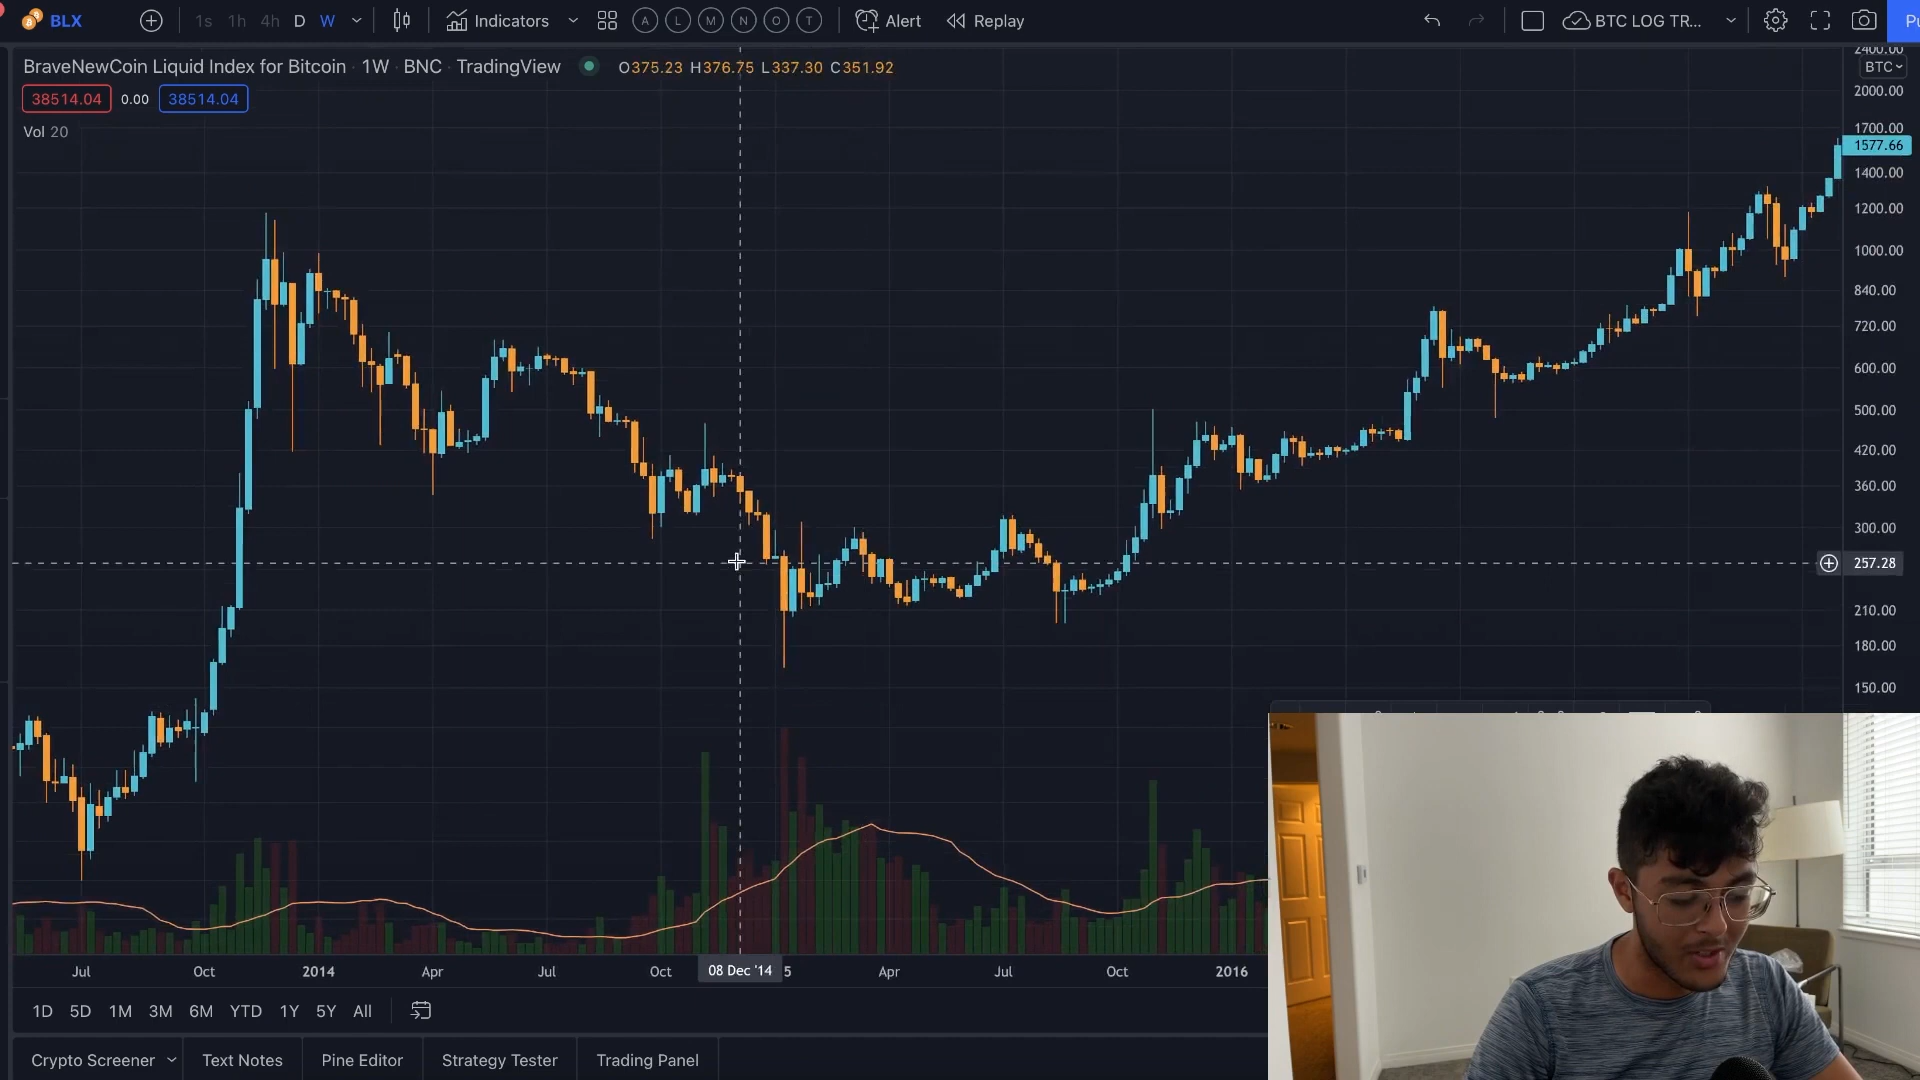 BLX 1s 1h 4h D W Indicators A L M N O T Alert Replay BTC LOG TR...
BraveNewCoin Liquid Index for Bitcoin · 1W · BNC · TradingView O375.23 H376.75 L337.30 C351.92
38514.04 0.00 38514.04
Vol 20
2400.00
BTC
2000.00
1700.00
1577.66
1400.00
1200.00
1000.00
840.00
720.00
600.00
500.00
420.00
360.00
300.00
257.28
210.00
180.00
150.00
Jul Oct 2014 Apr Jul Oct 08 Dec '14 5 Apr Jul Oct 2016
1D 5D 1M 3M 6M YTD 1Y 5Y All
Crypto Screener Text Notes Pine Editor Strategy Tester Trading Panel